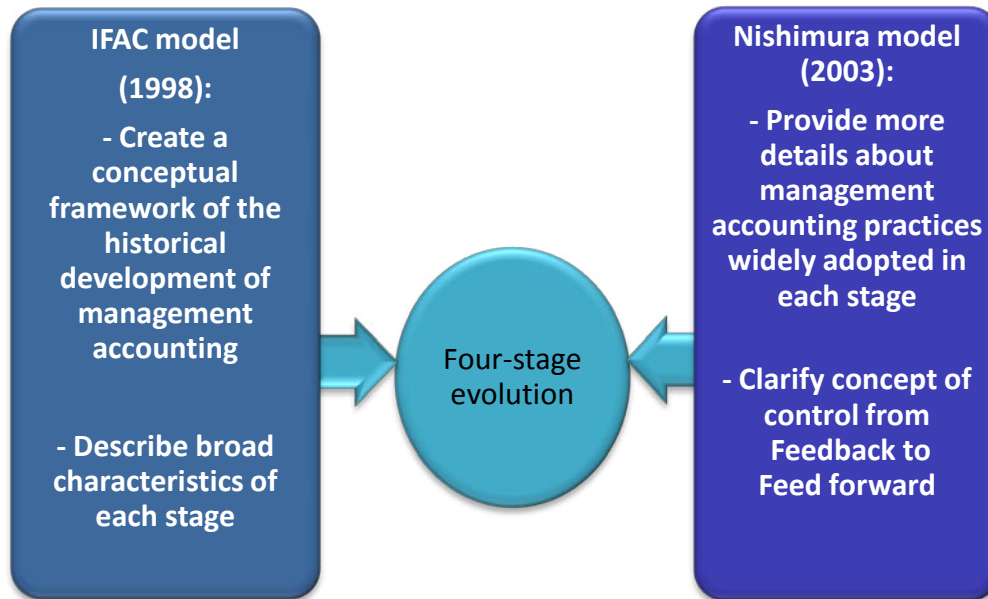 IFAC model
(1998):
- Create a
conceptual
framework of the
historical
development of
management
accounting
- Describe broad
characteristics of
each stage
Four-stage
evolution
Nishimura model
(2003):
- Provide more
details about
management
accounting practices
widely adopted in
each stage
- Clarify concept of
control from
Feedback to
Feed forward